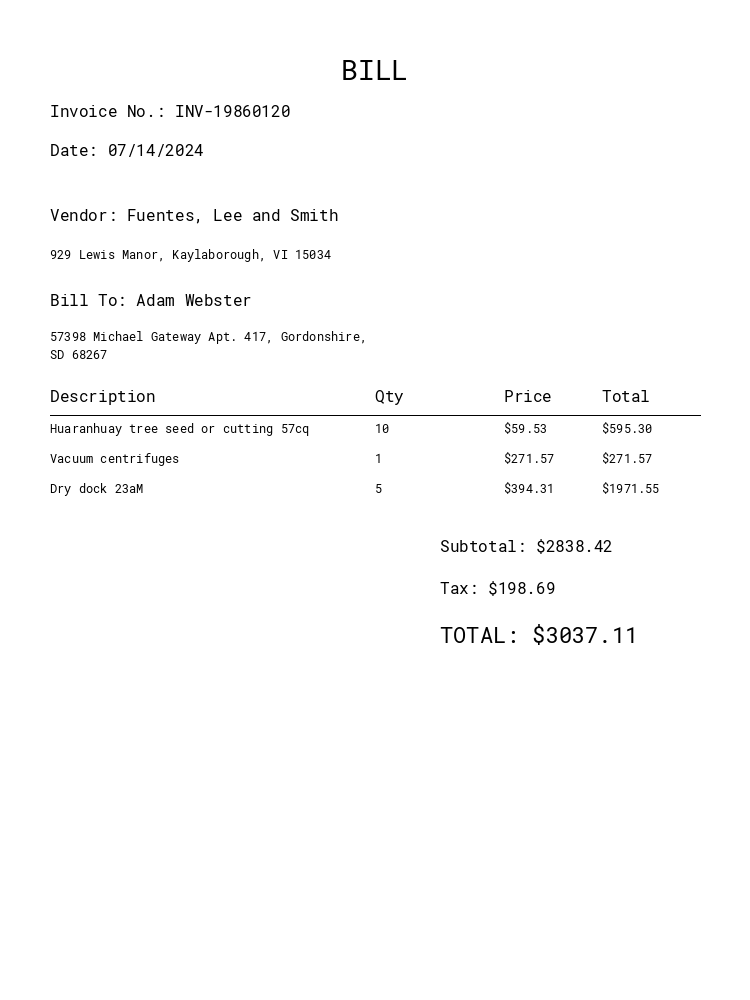 BILL
Invoice No.: INV-19860120
Date: 07/14/2024
Vendor: Fuentes, Lee and Smith
929 Lewis Manor, Kaylaborough, VI 15034
Bill To: Adam Webster
57398 Michael Gateway Apt. 417, Gordonshire,
SD 68267
Description Qty Price Total
Huaranhuay tree seed or cutting 57cq 10 $59.53 $595.30
Vacuum centrifuges 1 $271.57 $271.57
Dry dock 23aM 5 $394.31 $1971.55
Subtotal: $2838.42
Tax: $198.69
TOTAL: $3037.11